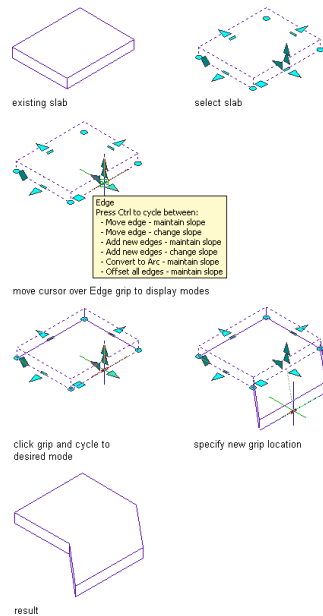 existing slab
select slab
Edge
Press Ctrl to cycle between:
- Move edge - maintain slope
- Move edge - change slope
- Add new edges - maintain slope
- Add new edges - change slope
- Convert to Arc - maintain slope
- Offset all edges - maintain slope
move cursor over Edge grip to display modes
click grip and cycle to
desired mode
specify new grip location
result